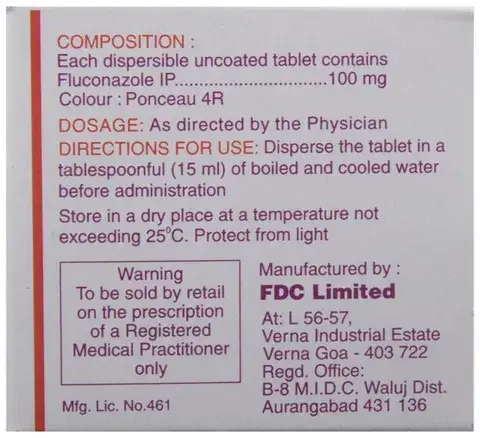 COMPOSITION :
Each dispersible uncoated tablet contains
Fluconazole IP..............................100 mg
Colour : Ponceau 4R
DOSAGE: As directed by the Physician
DIRECTIONS FOR USE: Disperse the tablet in a
tablespoonful (15 ml) of boiled and cooled water
before administration
Store in a dry place at a temperature not
exceeding 25°C. Protect from light
Warning
To be sold by retail
on the prescription
of a Registered
Medical Practitioner
only
Mfg. Lic. No.461
Manufactured by :
FDC Limited
At: L 56-57,
Verna Industrial Estate
Verna Goa - 403 722
Regd. Office:
B-8 M.I.D.C. Waluj Dist.
Aurangabad 431 136